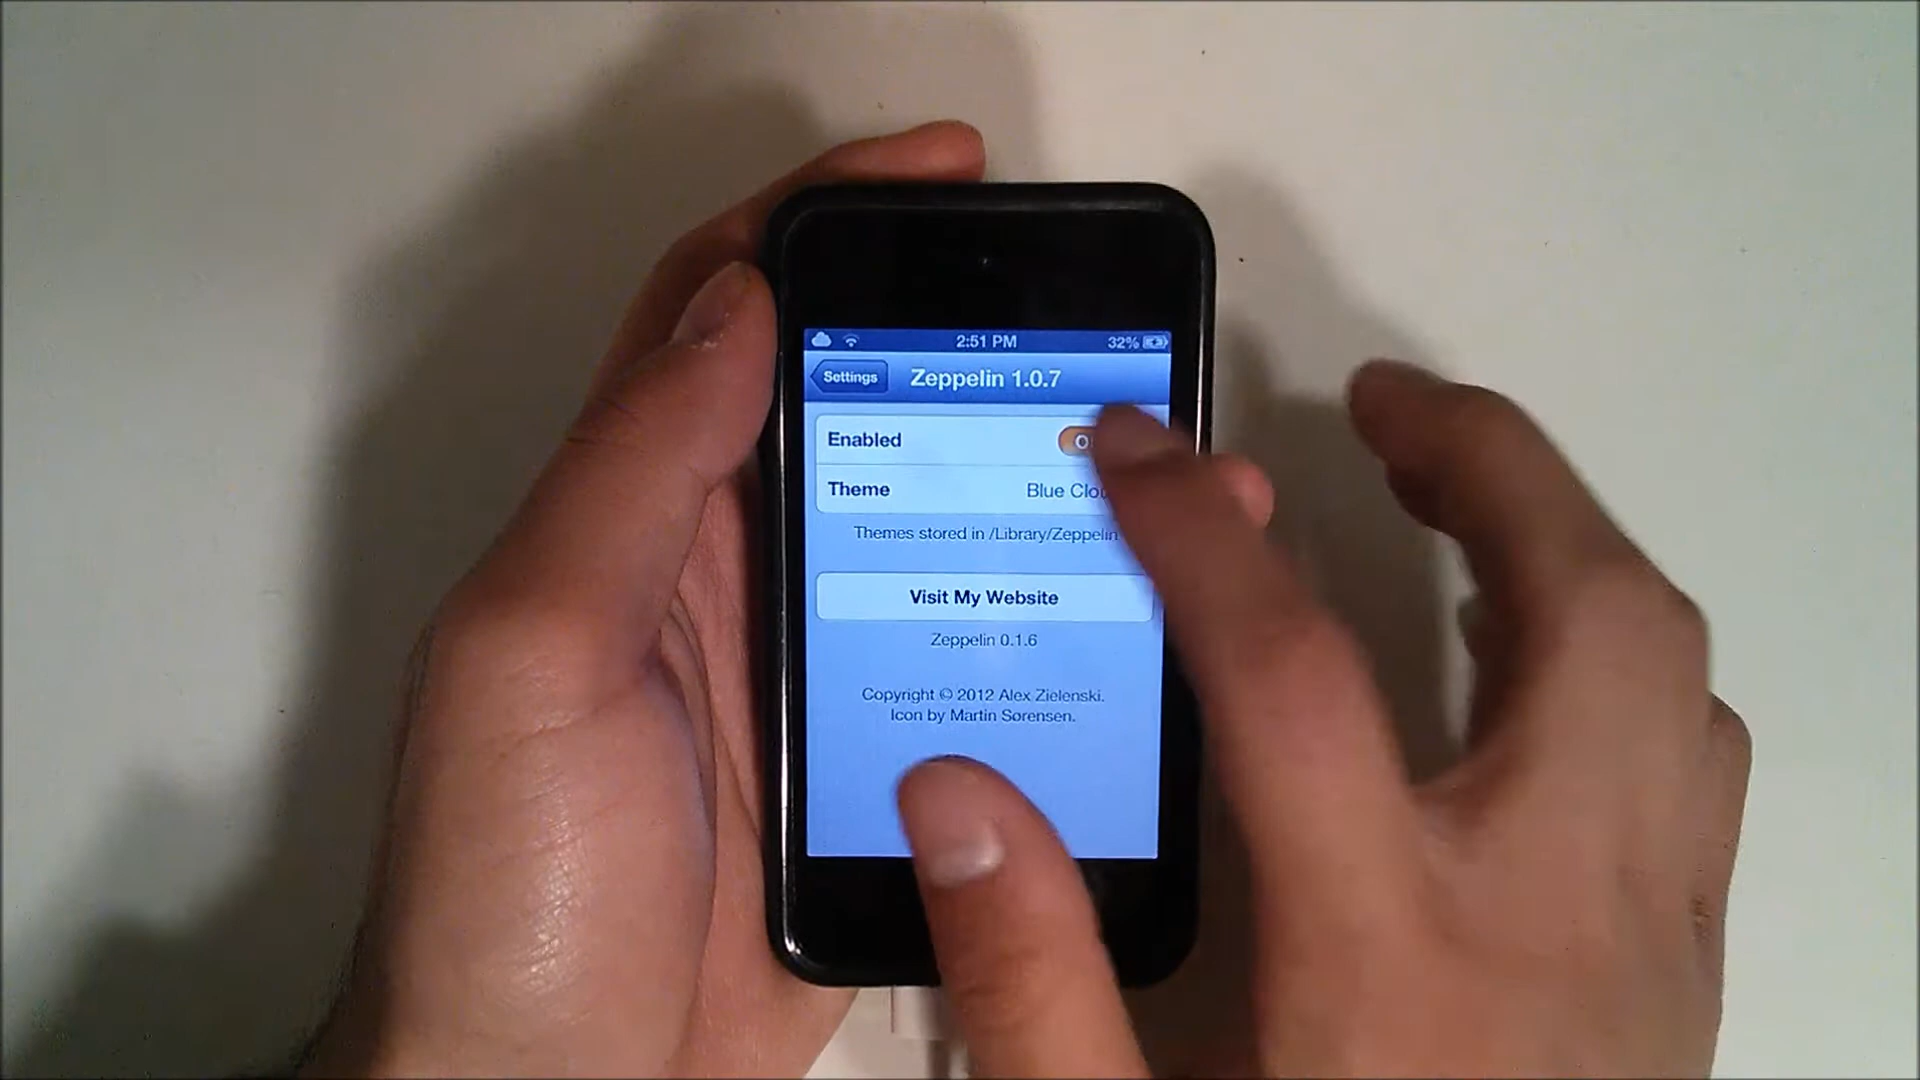 2:51 PM
32%
Settings
Zeppelin 1.0.7
Enabled
Theme
Themes stored in /Library/Zeppelin
Visit My Website
Zeppelin 0.1.6
Copyright © 2012 Alex Zielenski.
Icon by Martin Sørensen.